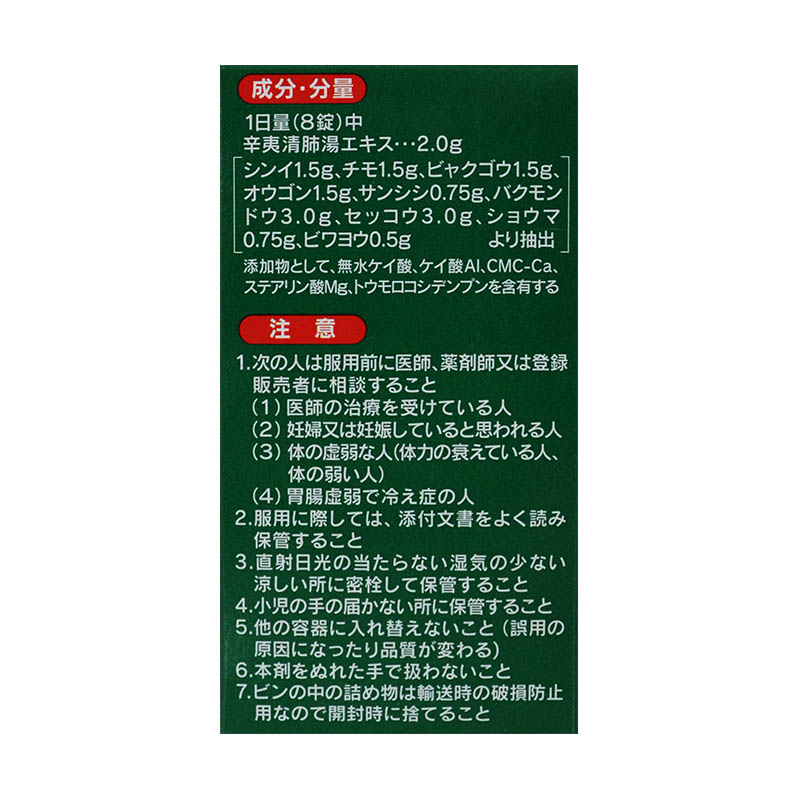 成分・分量
1日量(8錠)中
辛夷清肺湯エキス…2.0g
シンイ1.5g、チモ1.5g、ビャクゴウ1.5g、
オウゴン1.5g、サンシシ0.75g、バクモン
ドウ3.0g、セッコウ3.0g、ショウマ
0.75g、ビワヨウ0.5g より抽出
添加物として、無水ケイ酸、ケイ酸Al、CMC-Ca、
ステアリン酸Mg、トウモロコシデンプンを含有する
注意
1.次の人は服用前に医師、薬剤師又は登録
販売者に相談すること
(1)医師の治療を受けている人
(2)妊婦又は妊娠していると思われる人
(3)体の虚弱な人(体力の衰えている人、
体の弱い人)
(4)胃腸虚弱で冷え症の人
2.服用に際しては、添付文書をよく読み
保管すること
3.直射日光の当たらない湿気の少ない
涼しい所に密栓して保管すること
4.小児の手の届かない所に保管すること
5.他の容器に入れ替えないこと(誤用の
原因になったり品質が変わる)
6.本剤をぬれた手で扱わないこと
7.ビンの中の詰め物は輸送時の破損防止
用なので開封時に捨てること